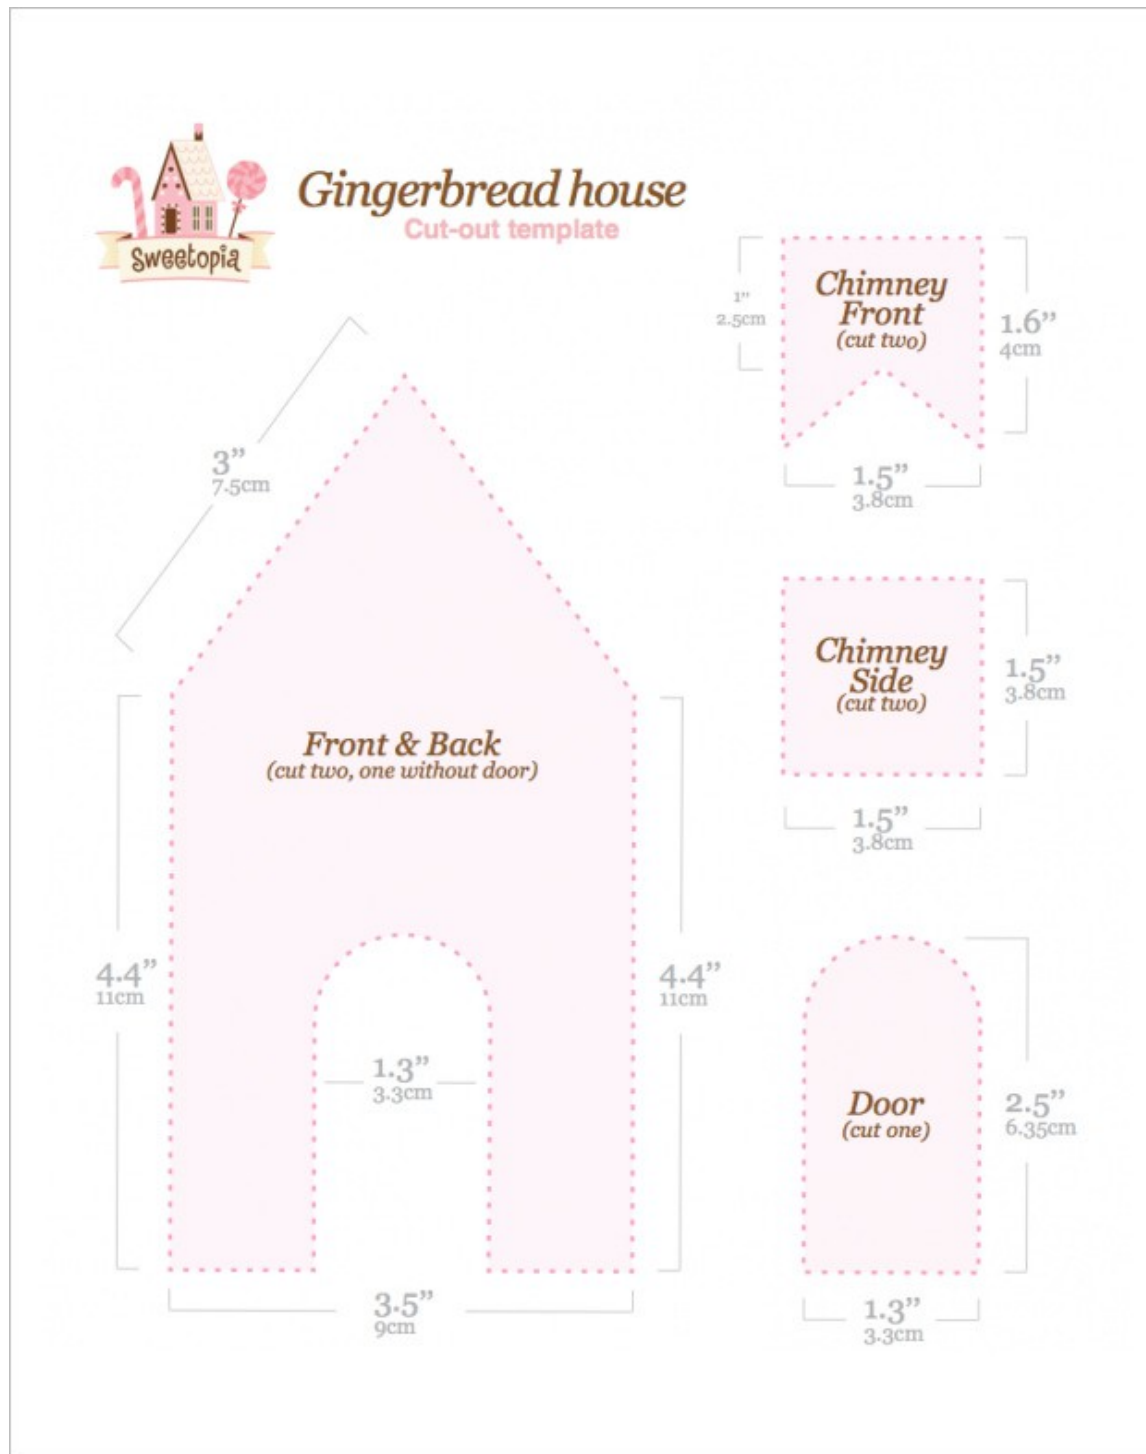 Sweetopia
Gingerbread house
Cut-out template
1”
2.5cm
Chimney
Front
(cut two)
1.6”
4cm
1.5”
3.8cm
3”
7.5cm
Chimney
Side
(cut two)
1.5”
3.8cm
1.5”
3.8cm
Front & Back
(cut two, one without door)
4.4”
11cm
4.4”
11cm
1.3”
3.3cm
3.5”
9cm
Door
(cut one)
2.5”
6.35cm
1.3”
3.3cm